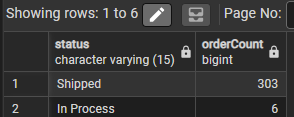 Showing rows: 1 to 6 Page No:
status orderCount
character varying (15) bigint
1 Shipped 303
2 In Process 6